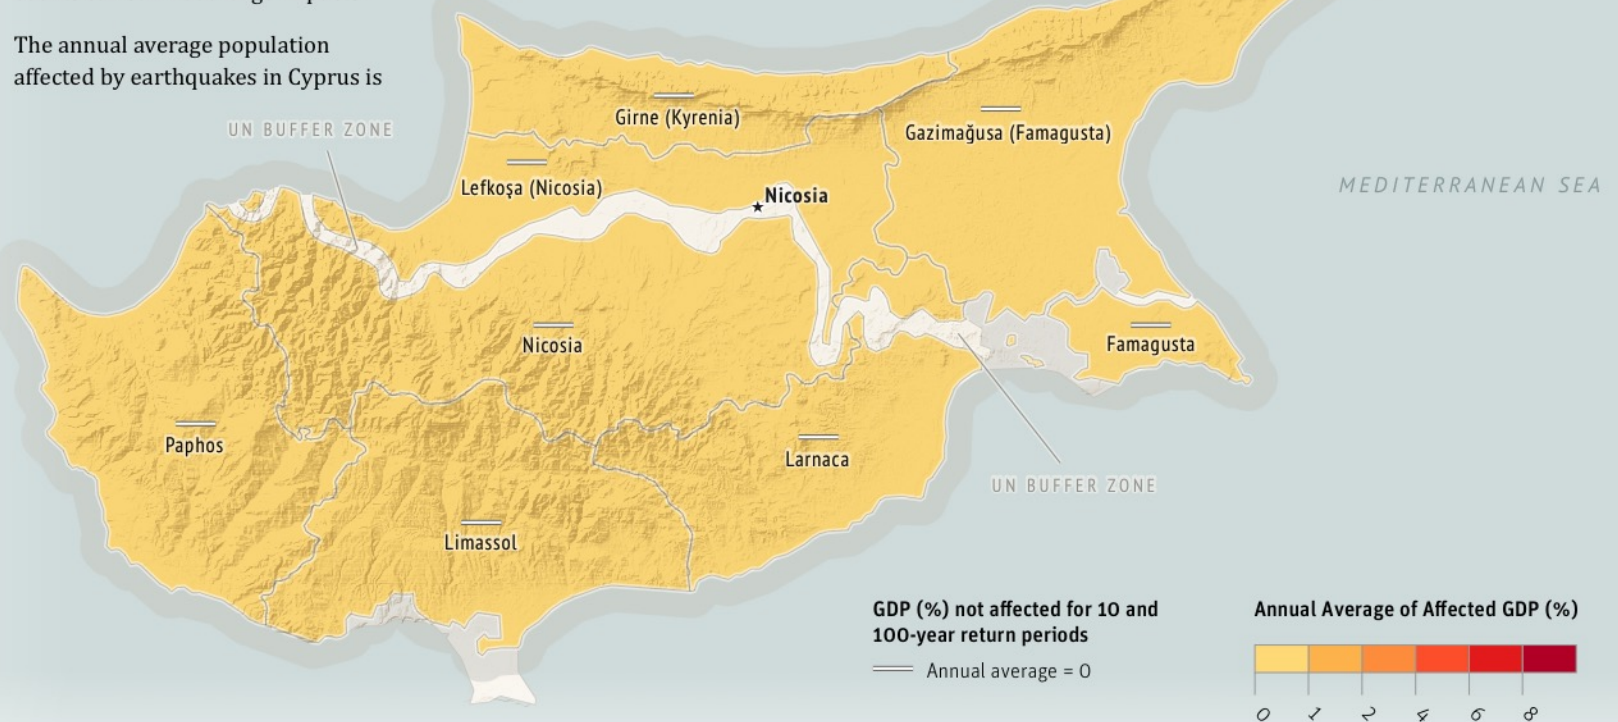 The annual average population
affected by earthquakes in Cyprus is
UN BUFFER ZONE
Girne (Kyrenia)
Gazimağusa (Famagusta)
Lefkoşa (Nicosia)
Nicosia
MEDITERRANEAN SEA
Nicosia
Famagusta
Paphos
Larnaca
UN BUFFER ZONE
Limassol
GDP (%) not affected for 10 and
100-year return periods
Annual average = 0
Annual Average of Affected GDP (%)
0 1 2 4 6 8